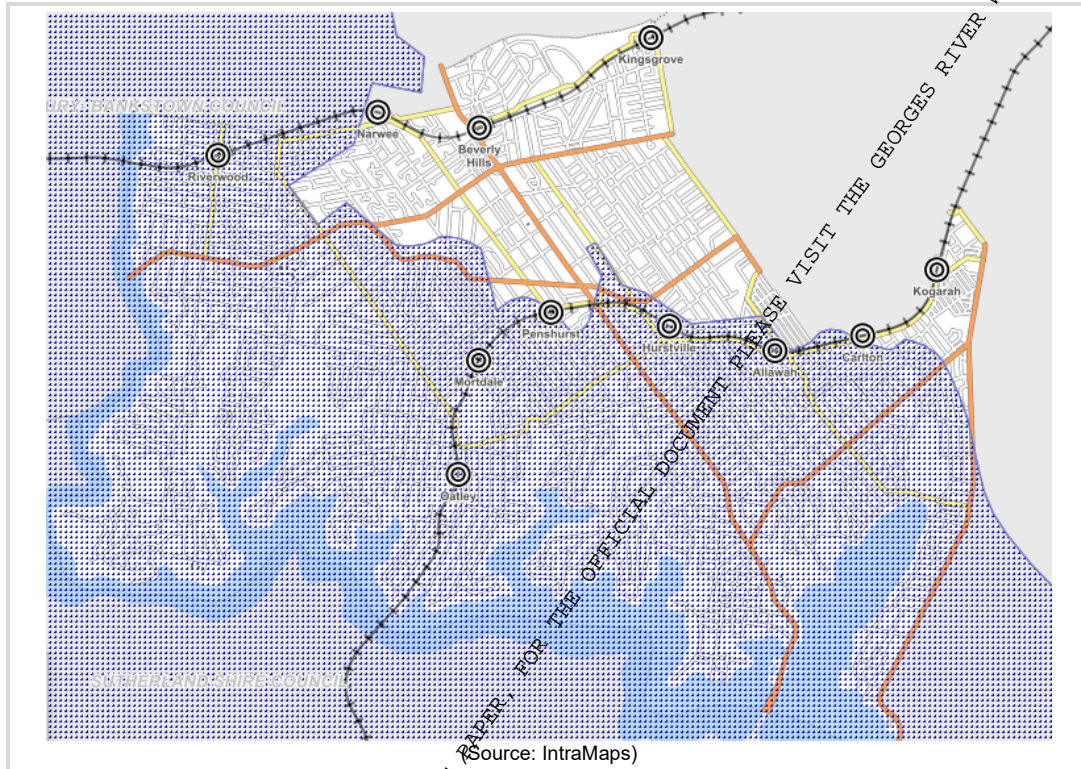 Kingsgrove
URY- BANKSTOWN COUNCIL
Narwee
Beverly
Hills
Riverwood
Kogarah
Penshurst
Hurstville
Carlton
Allawah
Mortdale
Oatley
SUTHERLAND SHIRE COUNCIL
PAPER, FOR THE OFFICIAL DOCUMENT PLEASE VISIT THE GEORGES RIVER
(Source: IntraMaps)